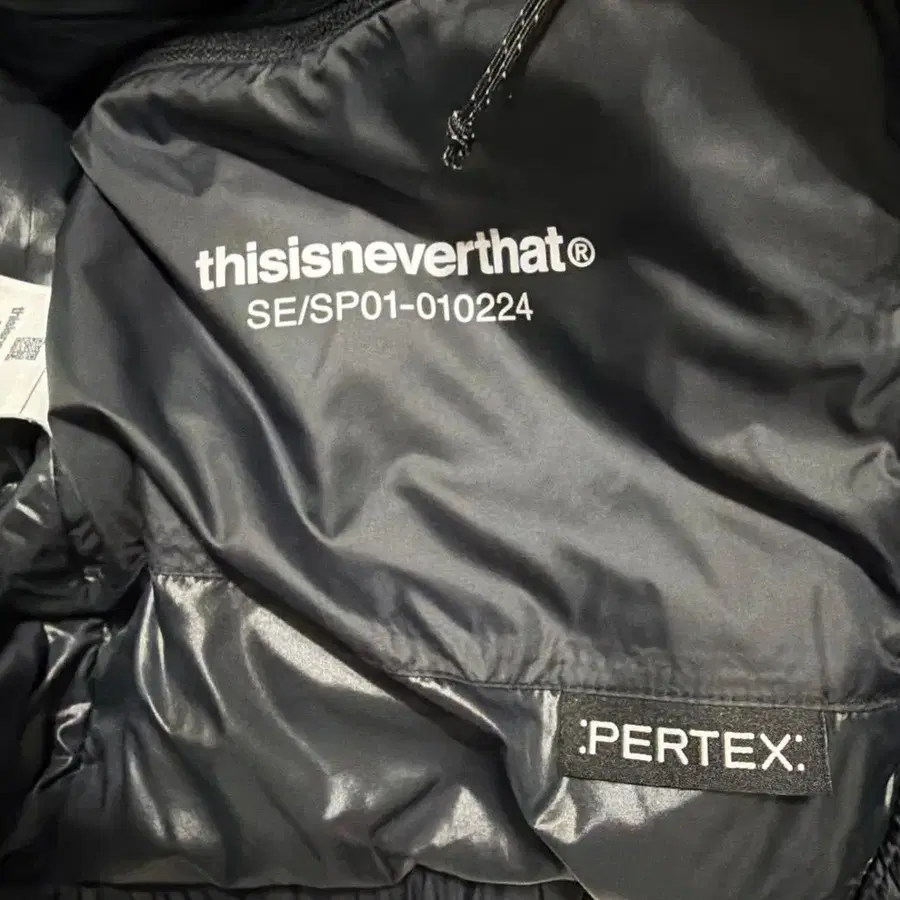 thisisneverthat®
SE/SP01-010224
:PERTEX: